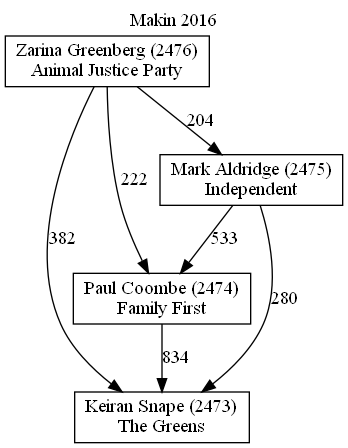 Makin 2016
Zarina Greenberg (2476)
Animal Justice Party
204
Mark Aldridge (2475)
Independent
222
382
533
280
Paul Coombe (2474)
Family First
834
Keiran Snape (2473)
The Greens